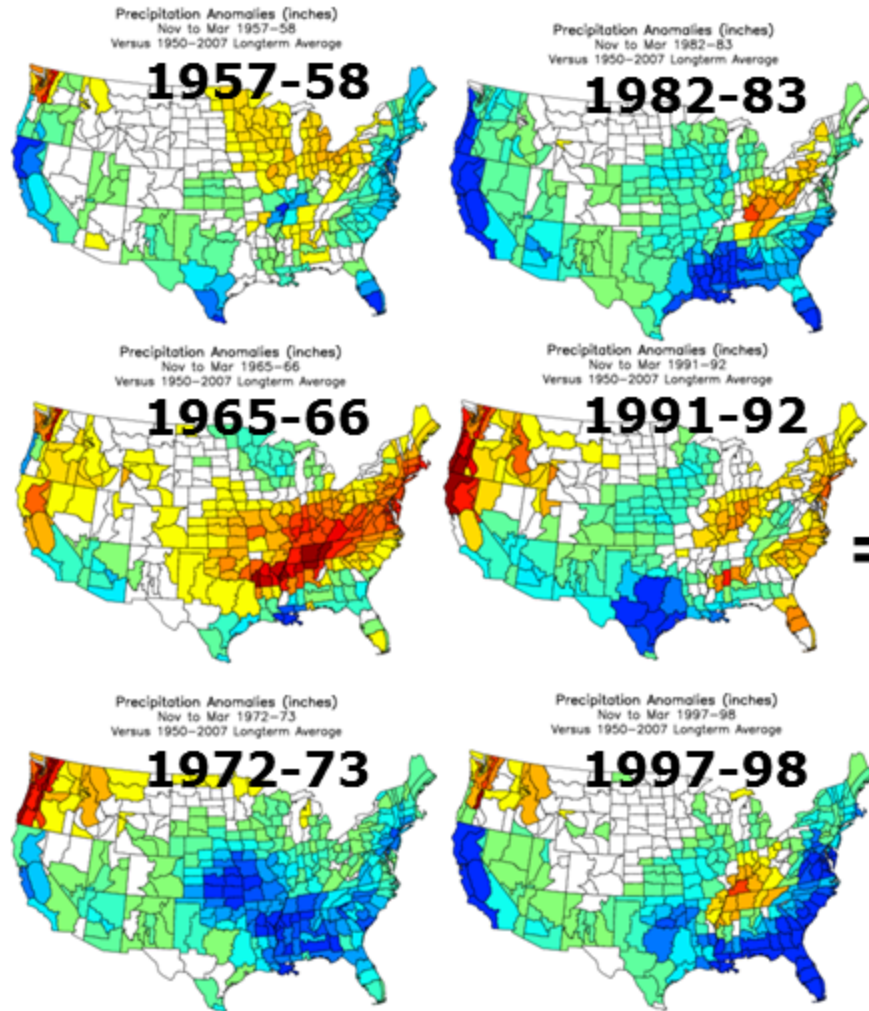 Precipitation Anomalies (inches)
Nov to Mar 1957-58
Versus 1950-2007 Longterm Average
1957-58
Precipitation Anomalies (inches)
Nov to Mar 1982-83
Versus 1950-2007 Longterm Average
1982-83
Precipitation Anomalies (inches)
Nov to Mar 1965-66
Versus 1950-2007 Longterm Average
1965-66
Precipitation Anomalies (inches)
Nov to Mar 1991-92
Versus 1950-2007 Longterm Average
1991-92
=
Precipitation Anomalies (inches)
Nov to Mar 1972-73
Versus 1950-2007 Longterm Average
1972-73
Precipitation Anomalies (inches)
Nov to Mar 1997-98
Versus 1950-2007 Longterm Average
1997-98